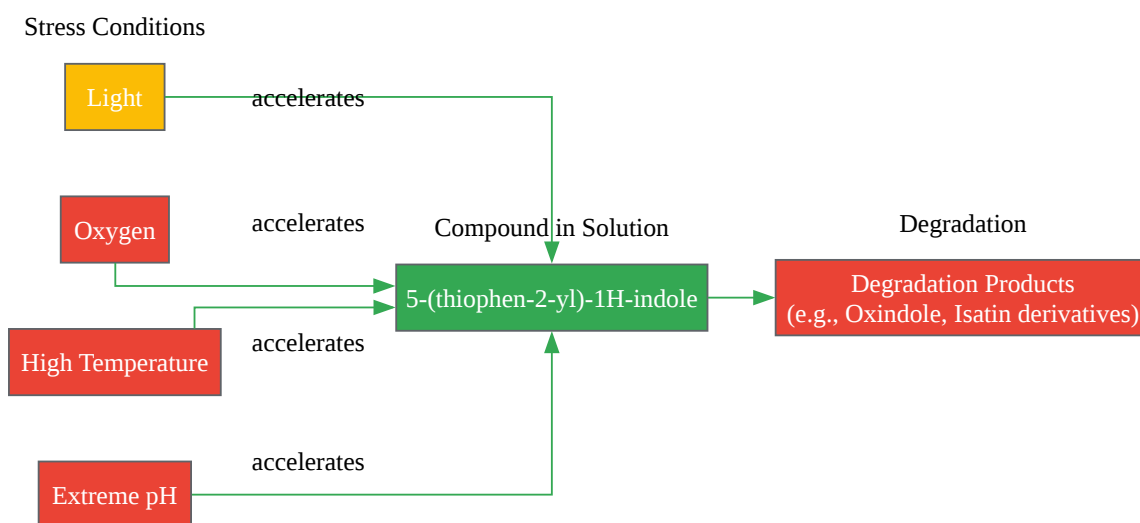 Stress Conditions
Light
accelerates
Oxygen
accelerates
Compound in Solution
Degradation
5-(thiophen-2-yl)-1H-indole
Degradation Products
(e.g., Oxindole, Isatin derivatives)
High Temperature
accelerates
accelerates
Extreme pH